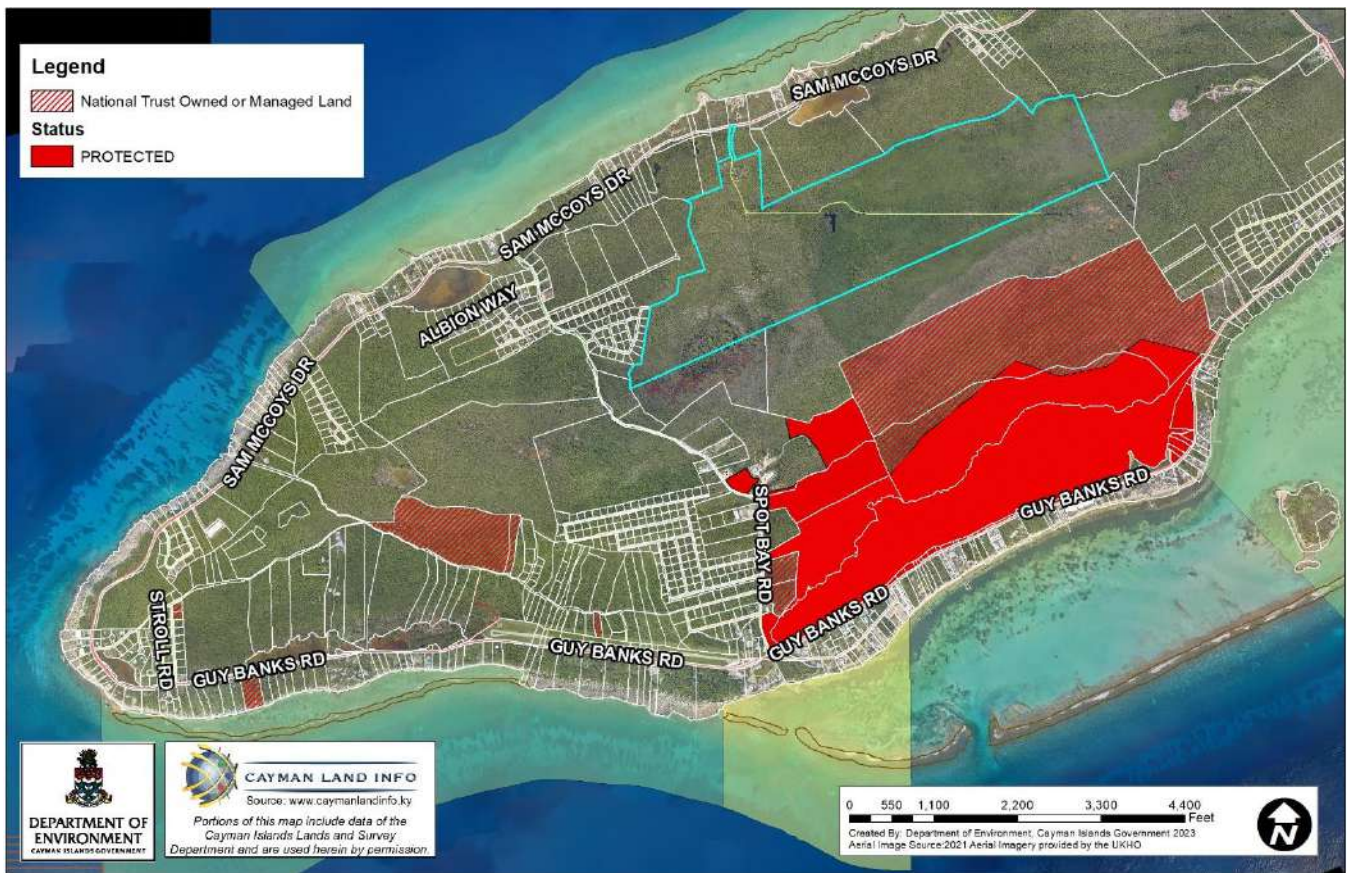 Legend
National Trust Owned or Managed Land
Status
PROTECTED
SAM MCCOYS DR
SAM MCCOYS DR
ALBION WAY
SAM MCCOYS DR
SPOT BAY RD
GUY BANKS RD
STROLL RD
GUY BANKS RD
GUY BANKS RD
GUY BANKS RD
DEPARTMENT OF
ENVIRONMENT
CAYMAN ISLANDS GOVERNMENT
CAYMAN LAND INFO
Source: www.caymanlandinfo.ky
Portions of this map include data of the
Cayman Islands Lands and Survey
Department and are used herein by permission.
0 550 1,100 2,200 3,300 4,400
Feet
Created By: Department of Environment, Cayman Islands Government 2023
Aerial Image Source:2021 Aerial Imagery provided by the UKHO
N